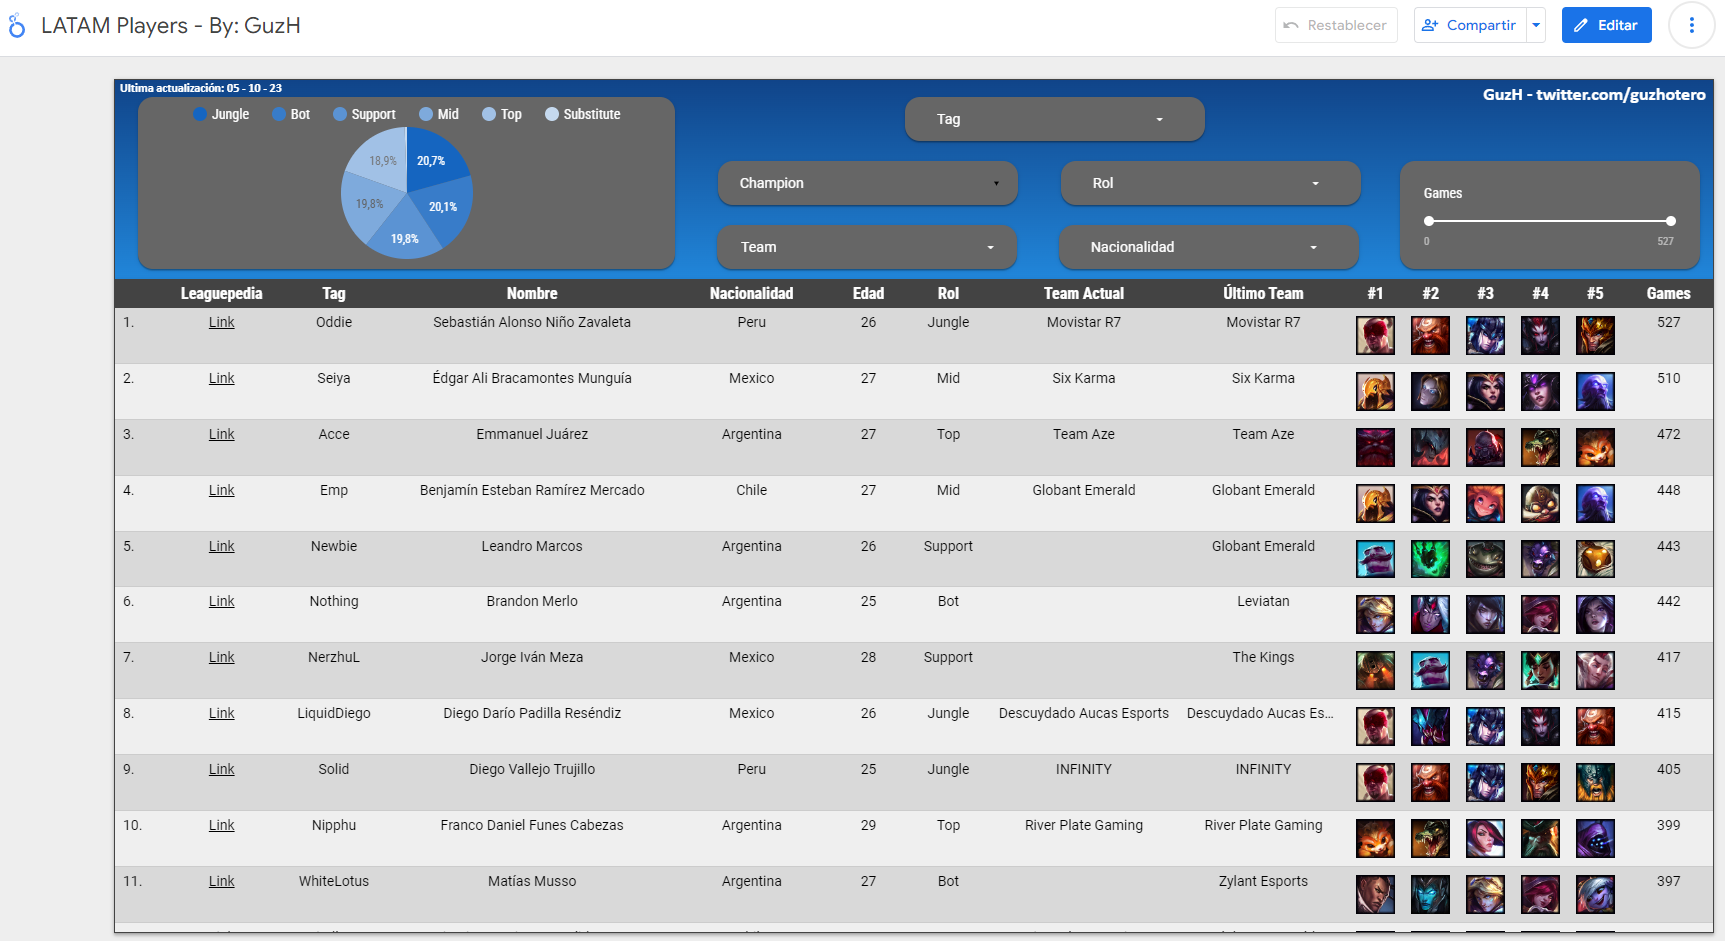 LATAM Players - By: GuzH
Restablecer
Compartir
Editar
Ultima actualización: 05 - 10 - 23
GuzH - twitter.com/guzhotero
Jungle Bot Support Mid Top Substitute
20,7%
20,1%
19,8%
19,8%
18,9%
Tag
Champion
Rol
Team
Nacionalidad
Games
0 527
Leaguepedia Tag Nombre Nacionalidad Edad Rol Team Actual Último Team #1 #2 #3 #4 #5 Games
1. Link Oddie Sebastián Alonso Niño Zavaleta Peru 26 Jungle Movistar R7 Movistar R7 527
2. Link Seiya Édgar Ali Bracamontes Munguía Mexico 27 Mid Six Karma Six Karma 510
3. Link Acce Emmanuel Juárez Argentina 27 Top Team Aze Team Aze 472
4. Link Emp Benjamín Esteban Ramírez Mercado Chile 27 Mid Globant Emerald Globant Emerald 448
5. Link Newbie Leandro Marcos Argentina 26 Support Globant Emerald 443
6. Link Nothing Brandon Merlo Argentina 25 Bot Leviatan 442
7. Link NerzhuL Jorge Iván Meza Mexico 28 Support The Kings 417
8. Link LiquidDiego Diego Darío Padilla Reséndiz Mexico 26 Jungle Descuydado Aucas Esports Descuydado Aucas Es... 415
9. Link Solid Diego Vallejo Trujillo Peru 25 Jungle INFINITY INFINITY 405
10. Link Nipphu Franco Daniel Funes Cabezas Argentina 29 Top River Plate Gaming River Plate Gaming 399
11. Link WhiteLotus Matías Musso Argentina 27 Bot Zylant Esports 397